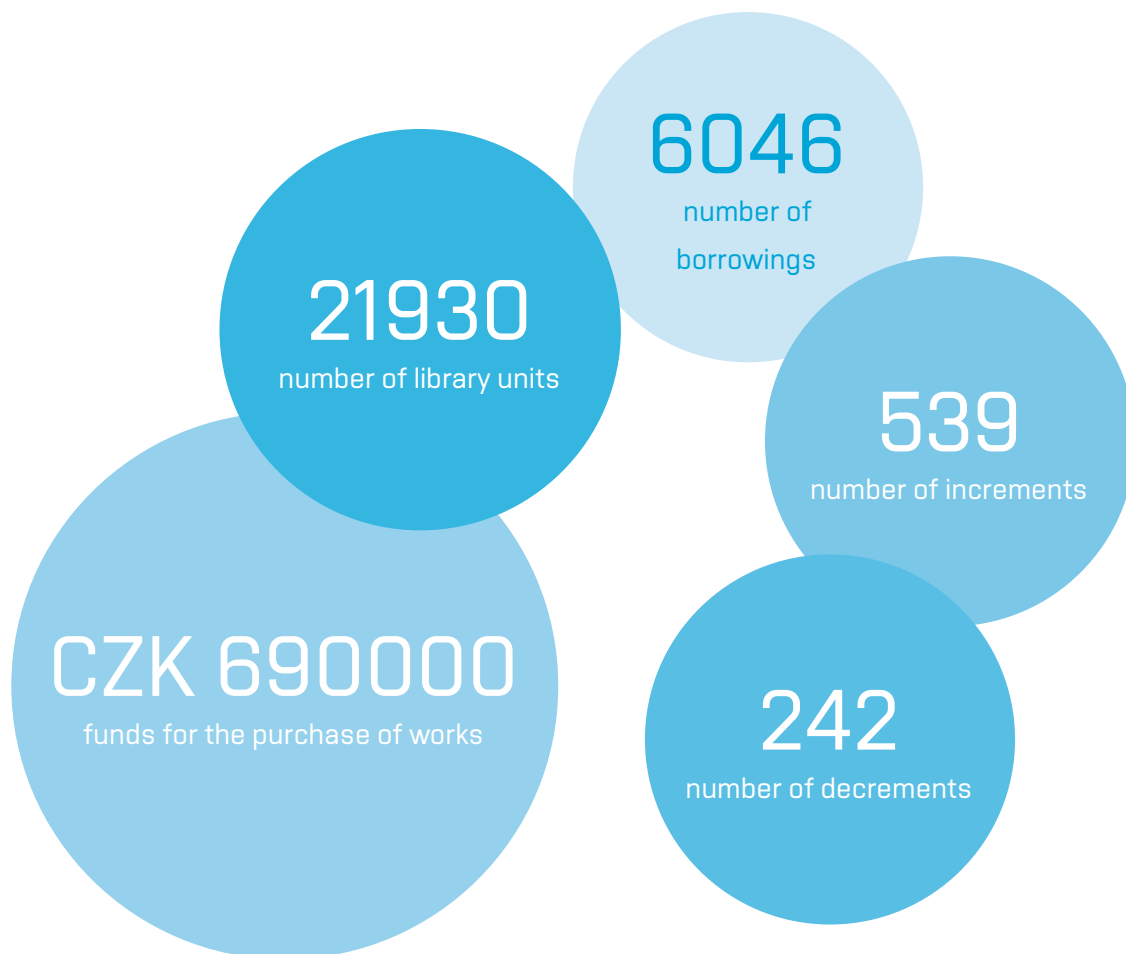 6046
number of
borrowings
21930
number of library units
539
number of increments
CZK 690000
funds for the purchase of works
242
number of decrements